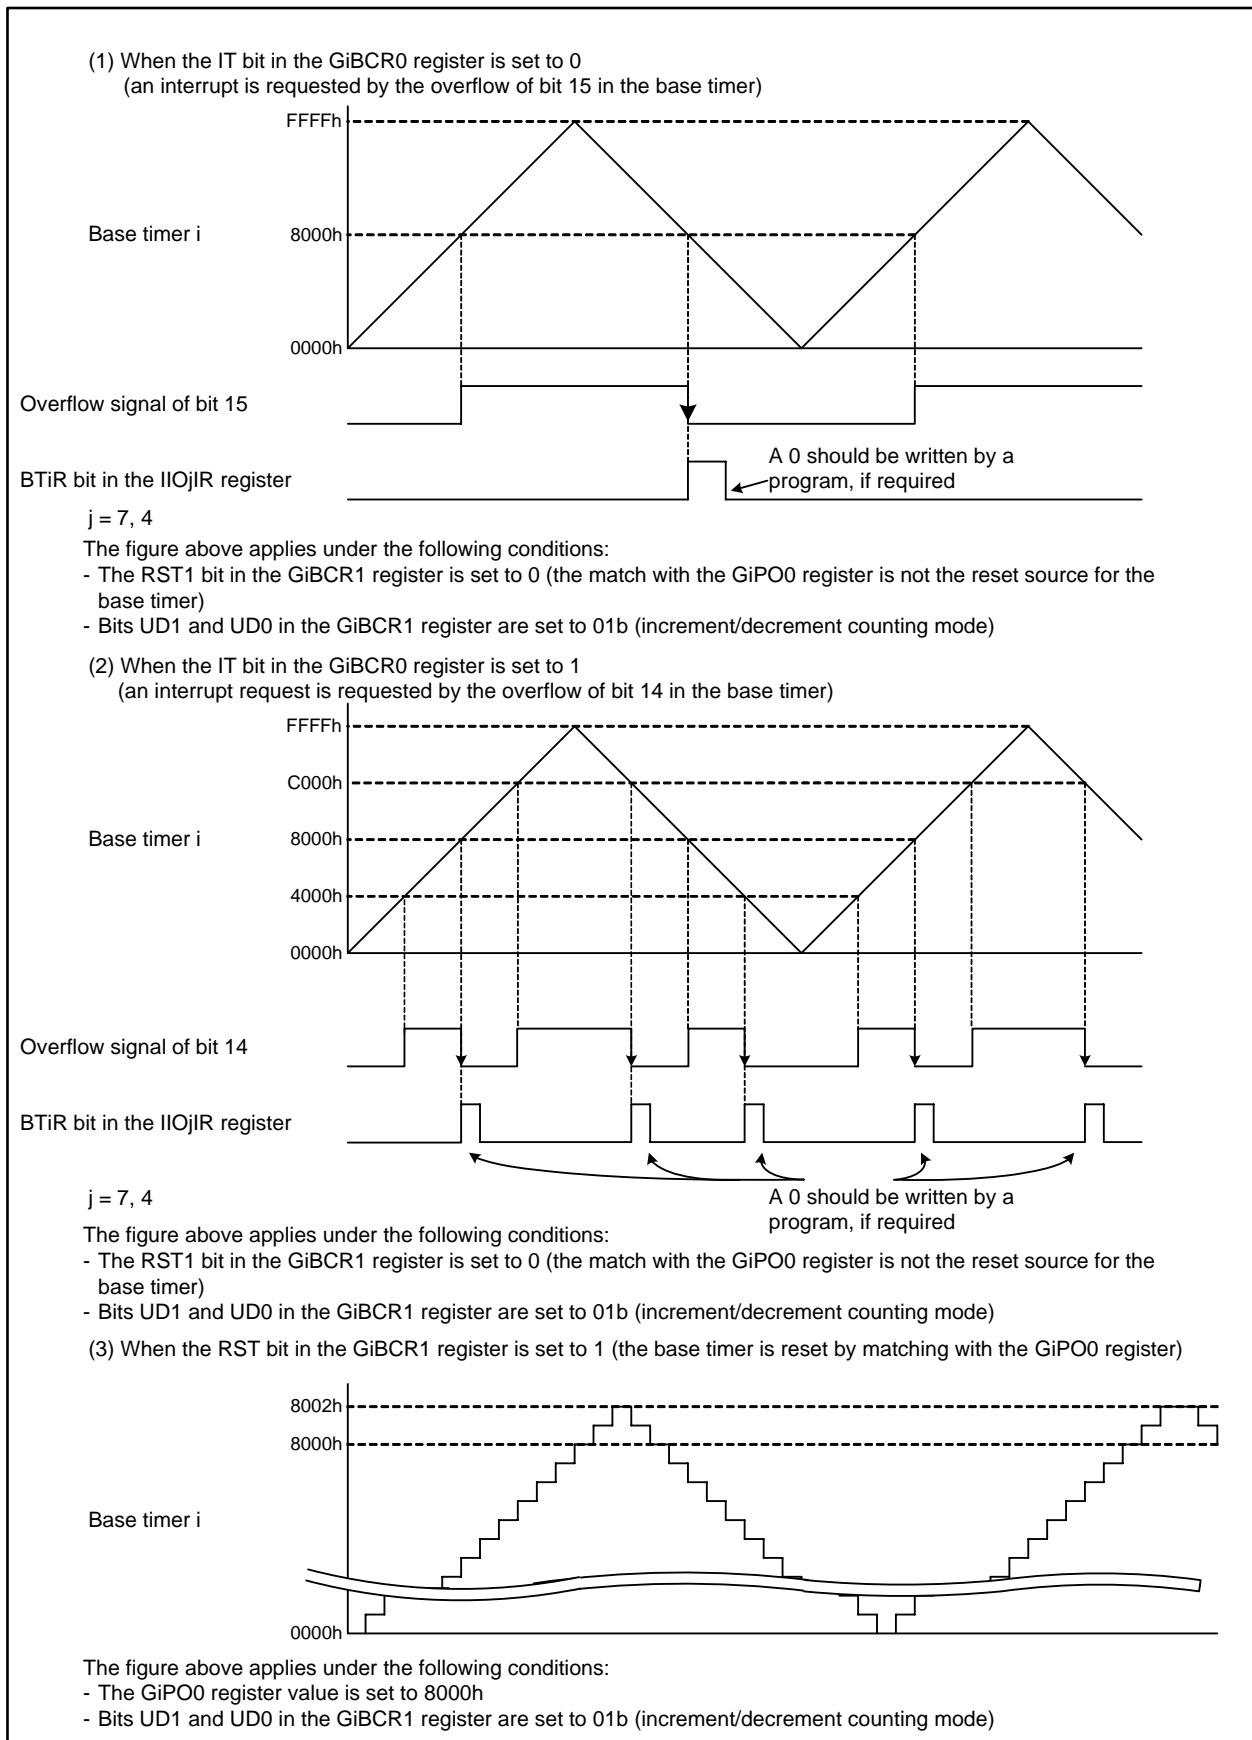 (1) When the IT bit in the GiBCR0 register is set to 0
(an interrupt is requested by the overflow of bit 15 in the base timer)
FFFFh
Base timer i
8000h
0000h
Overflow signal of bit 15
BTiR bit in the IIOjIR register
A 0 should be written by a
program, if required
j = 7, 4
The figure above applies under the following conditions:
- The RST1 bit in the GiBCR1 register is set to 0 (the match with the GiPO0 register is not the reset source for the
base timer)
- Bits UD1 and UD0 in the GiBCR1 register are set to 01b (increment/decrement counting mode)
(2) When the IT bit in the GiBCR0 register is set to 1
(an interrupt request is requested by the overflow of bit 14 in the base timer)
FFFFh
C000h
Base timer i
8000h
4000h
0000h
Overflow signal of bit 14
BTiR bit in the IIOjIR register
j = 7, 4
A 0 should be written by a
program, if required
The figure above applies under the following conditions:
- The RST1 bit in the GiBCR1 register is set to 0 (the match with the GiPO0 register is not the reset source for the
base timer)
- Bits UD1 and UD0 in the GiBCR1 register are set to 01b (increment/decrement counting mode)
(3) When the RST bit in the GiBCR1 register is set to 1 (the base timer is reset by matching with the GiPO0 register)
8002h
8000h
Base timer i
0000h
The figure above applies under the following conditions:
- The GiPO0 register value is set to 8000h
- Bits UD1 and UD0 in the GiBCR1 register are set to 01b (increment/decrement counting mode)